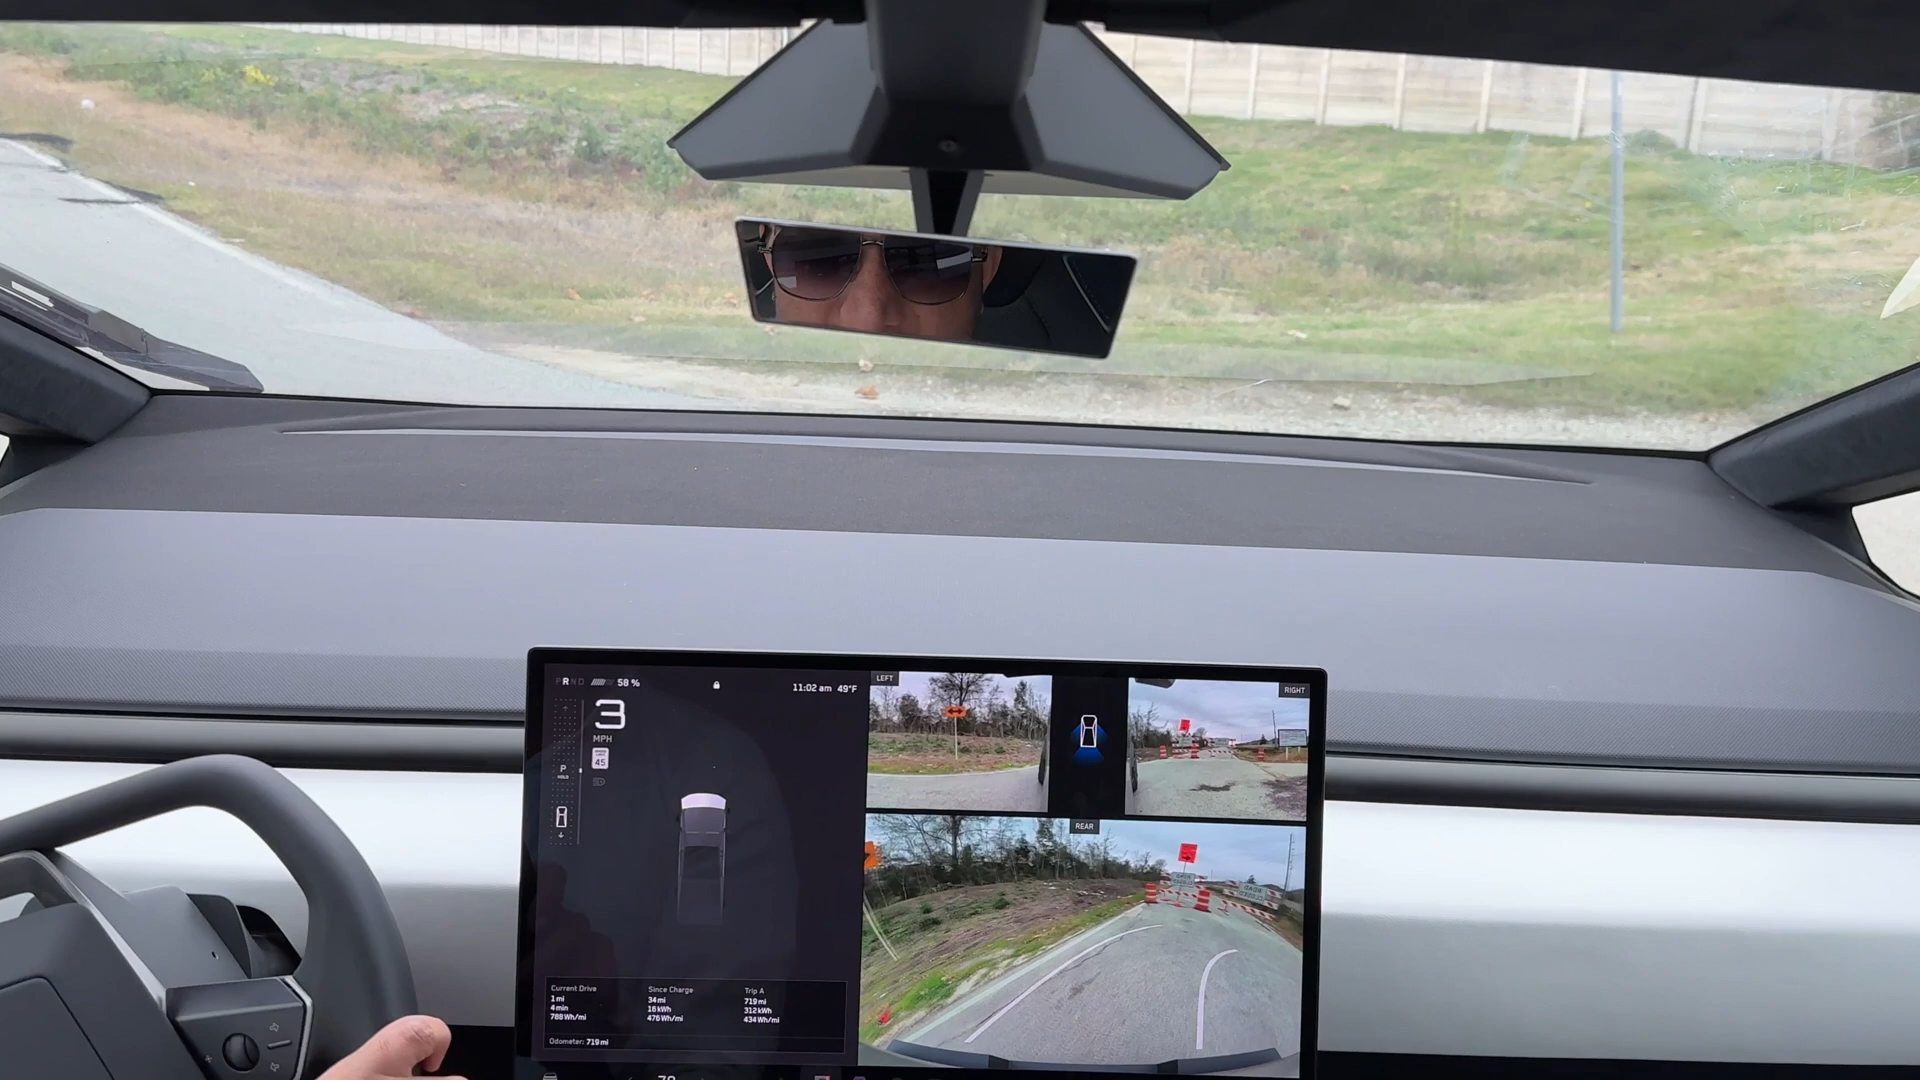 PRND 58 %
11:02 am 49°F
3
MPH
45
P
HOLD
LEFT
RIGHT
REAR
Current Drive
1 mi
4 min
788 Wh/mi
Since Charge
34 mi
16 kWh
476 Wh/mi
Trip A
719 mi
312 kWh
434 Wh/mi
Odometer: 719 mi